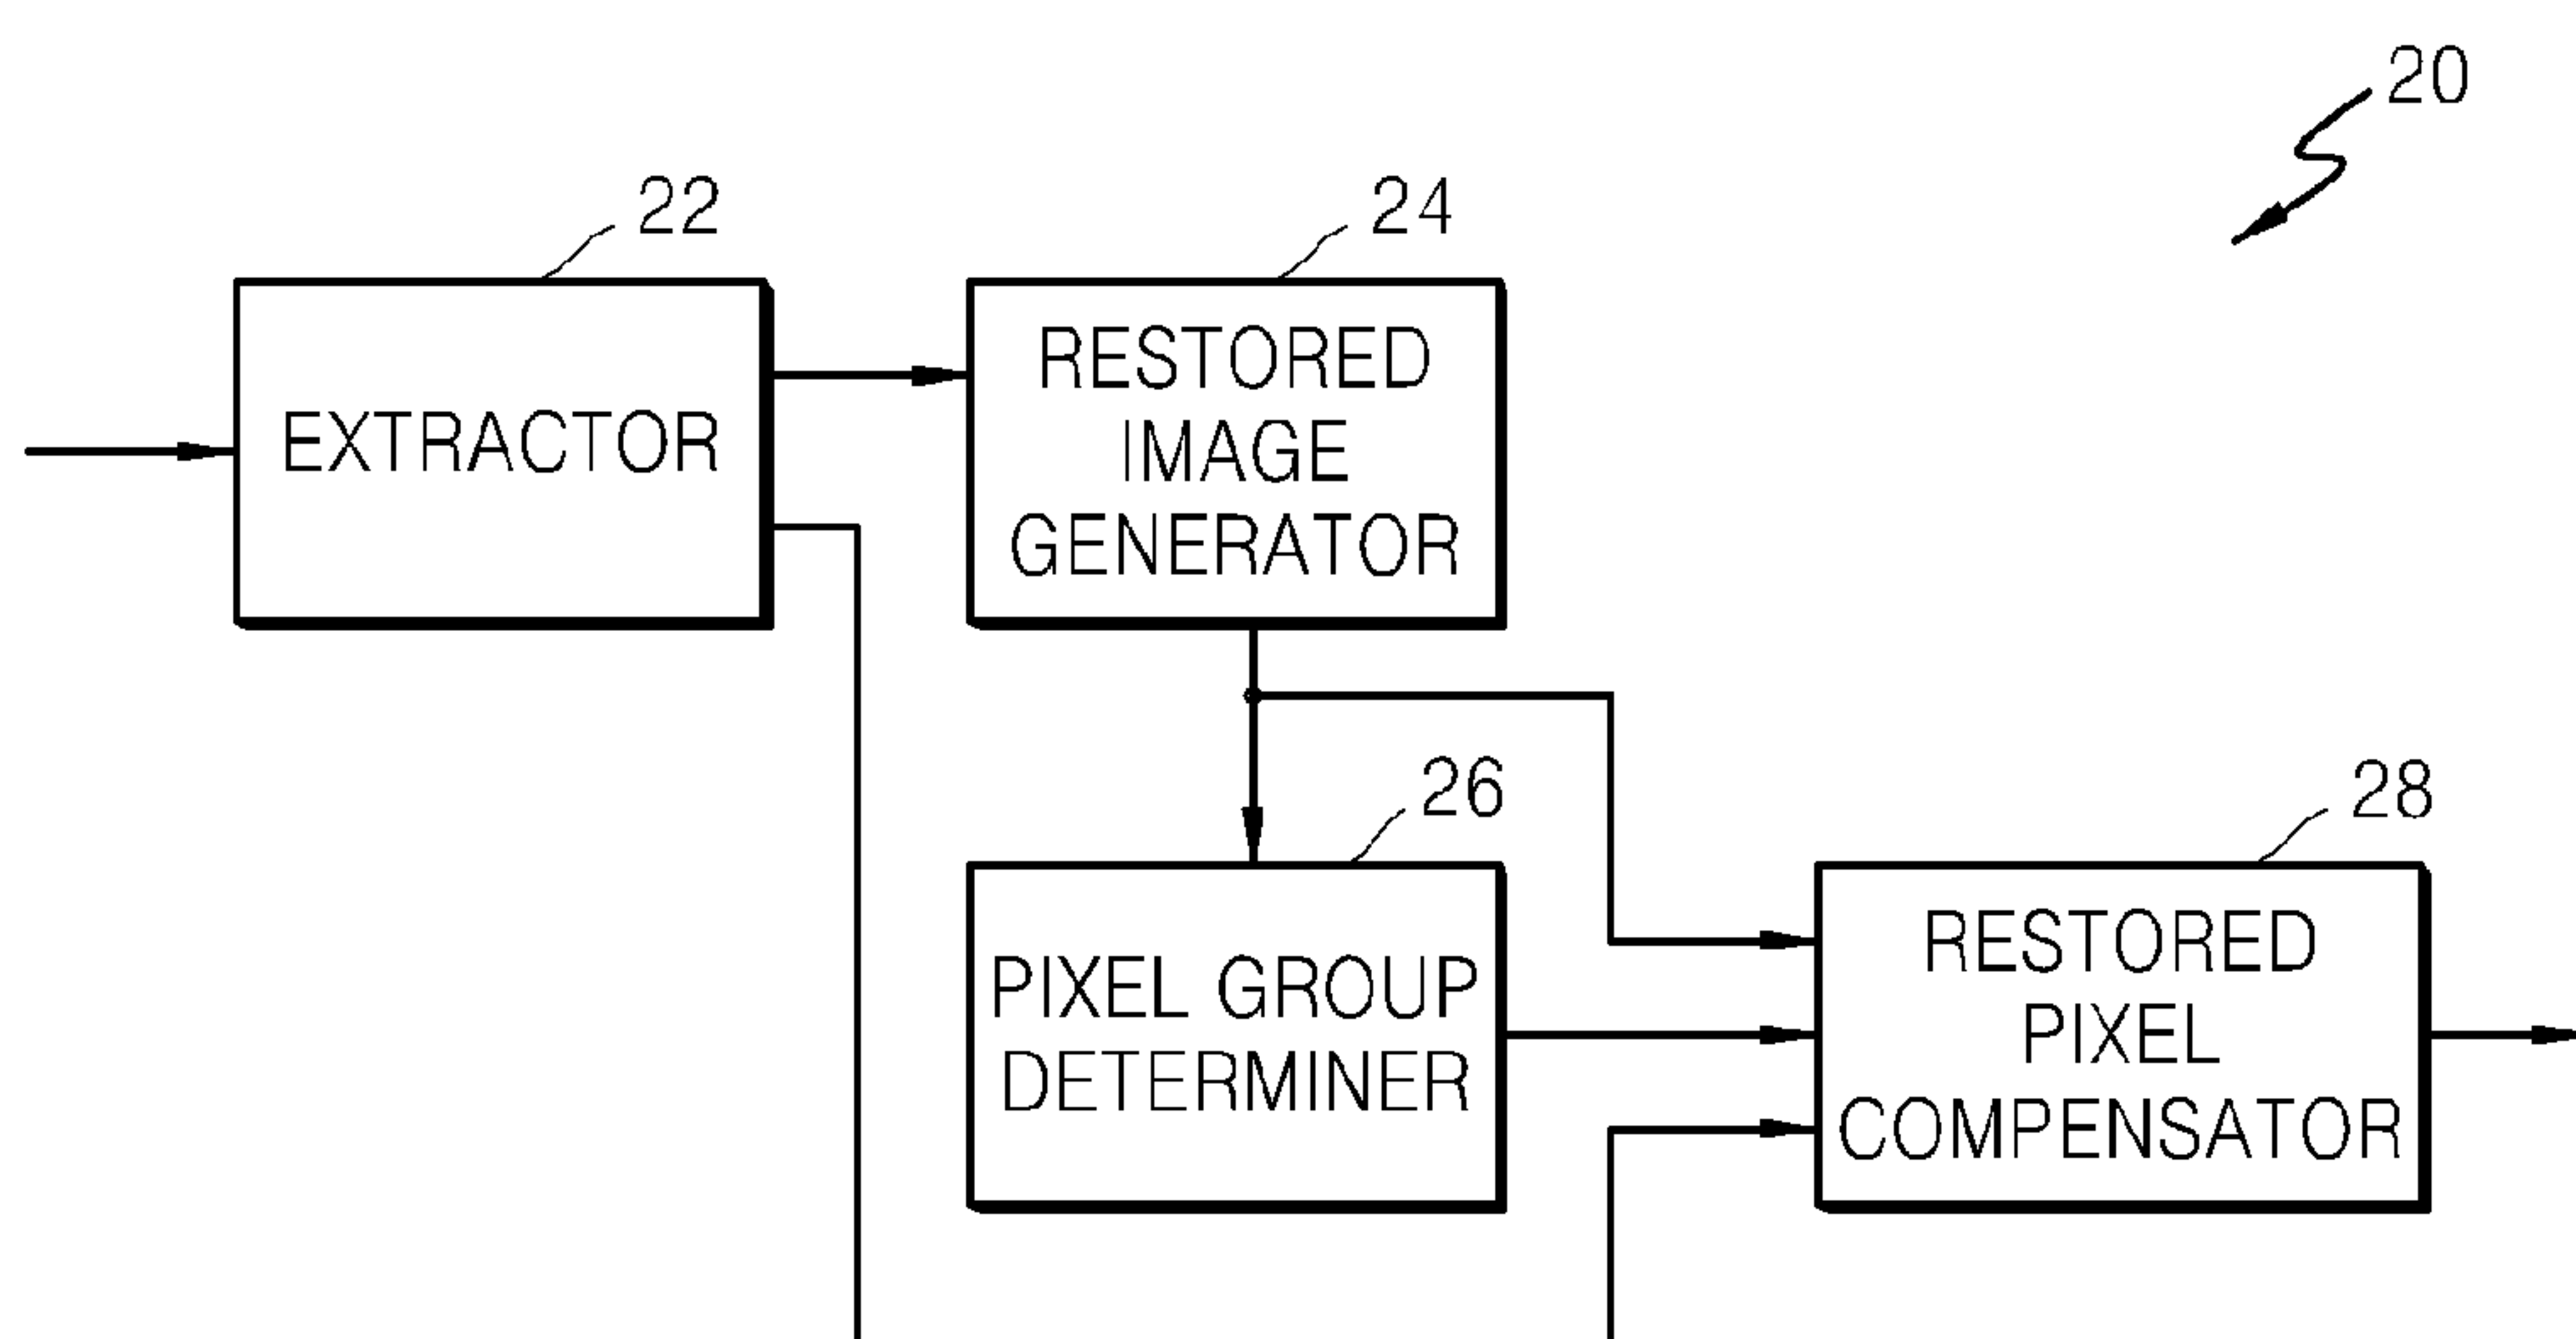 20
22
24
EXTRACTOR
RESTORED
IMAGE
GENERATOR
26
28
PIXEL GROUP
DETERMINER
RESTORED
PIXEL
COMPENSATOR